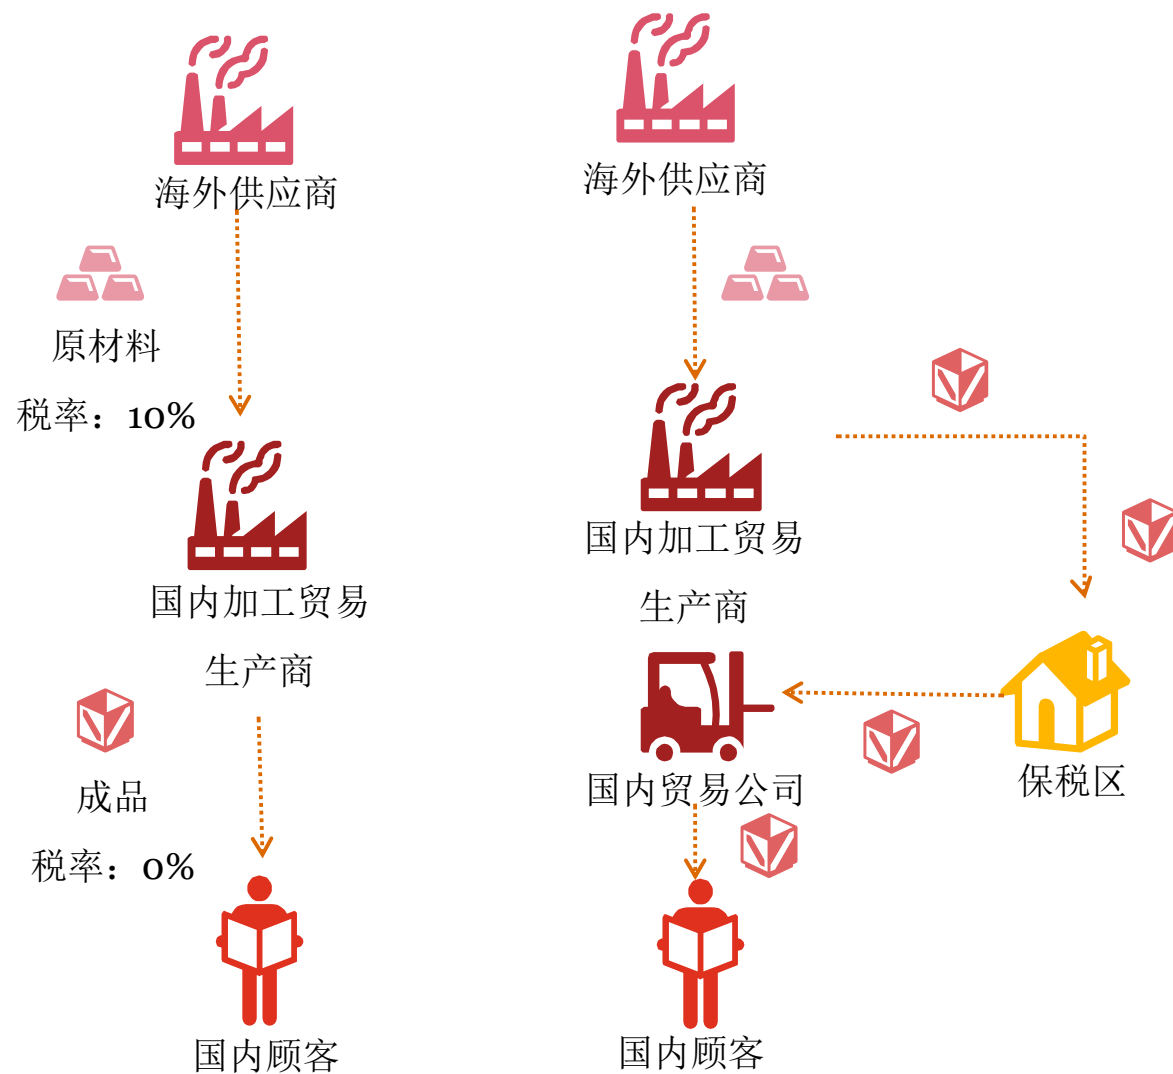 海外供应商
原材料
税率：10%
国内加工贸易
生产商
成品
税率：0%
国内顾客
海外供应商
国内加工贸易
生产商
国内贸易公司
保税区
国内顾客